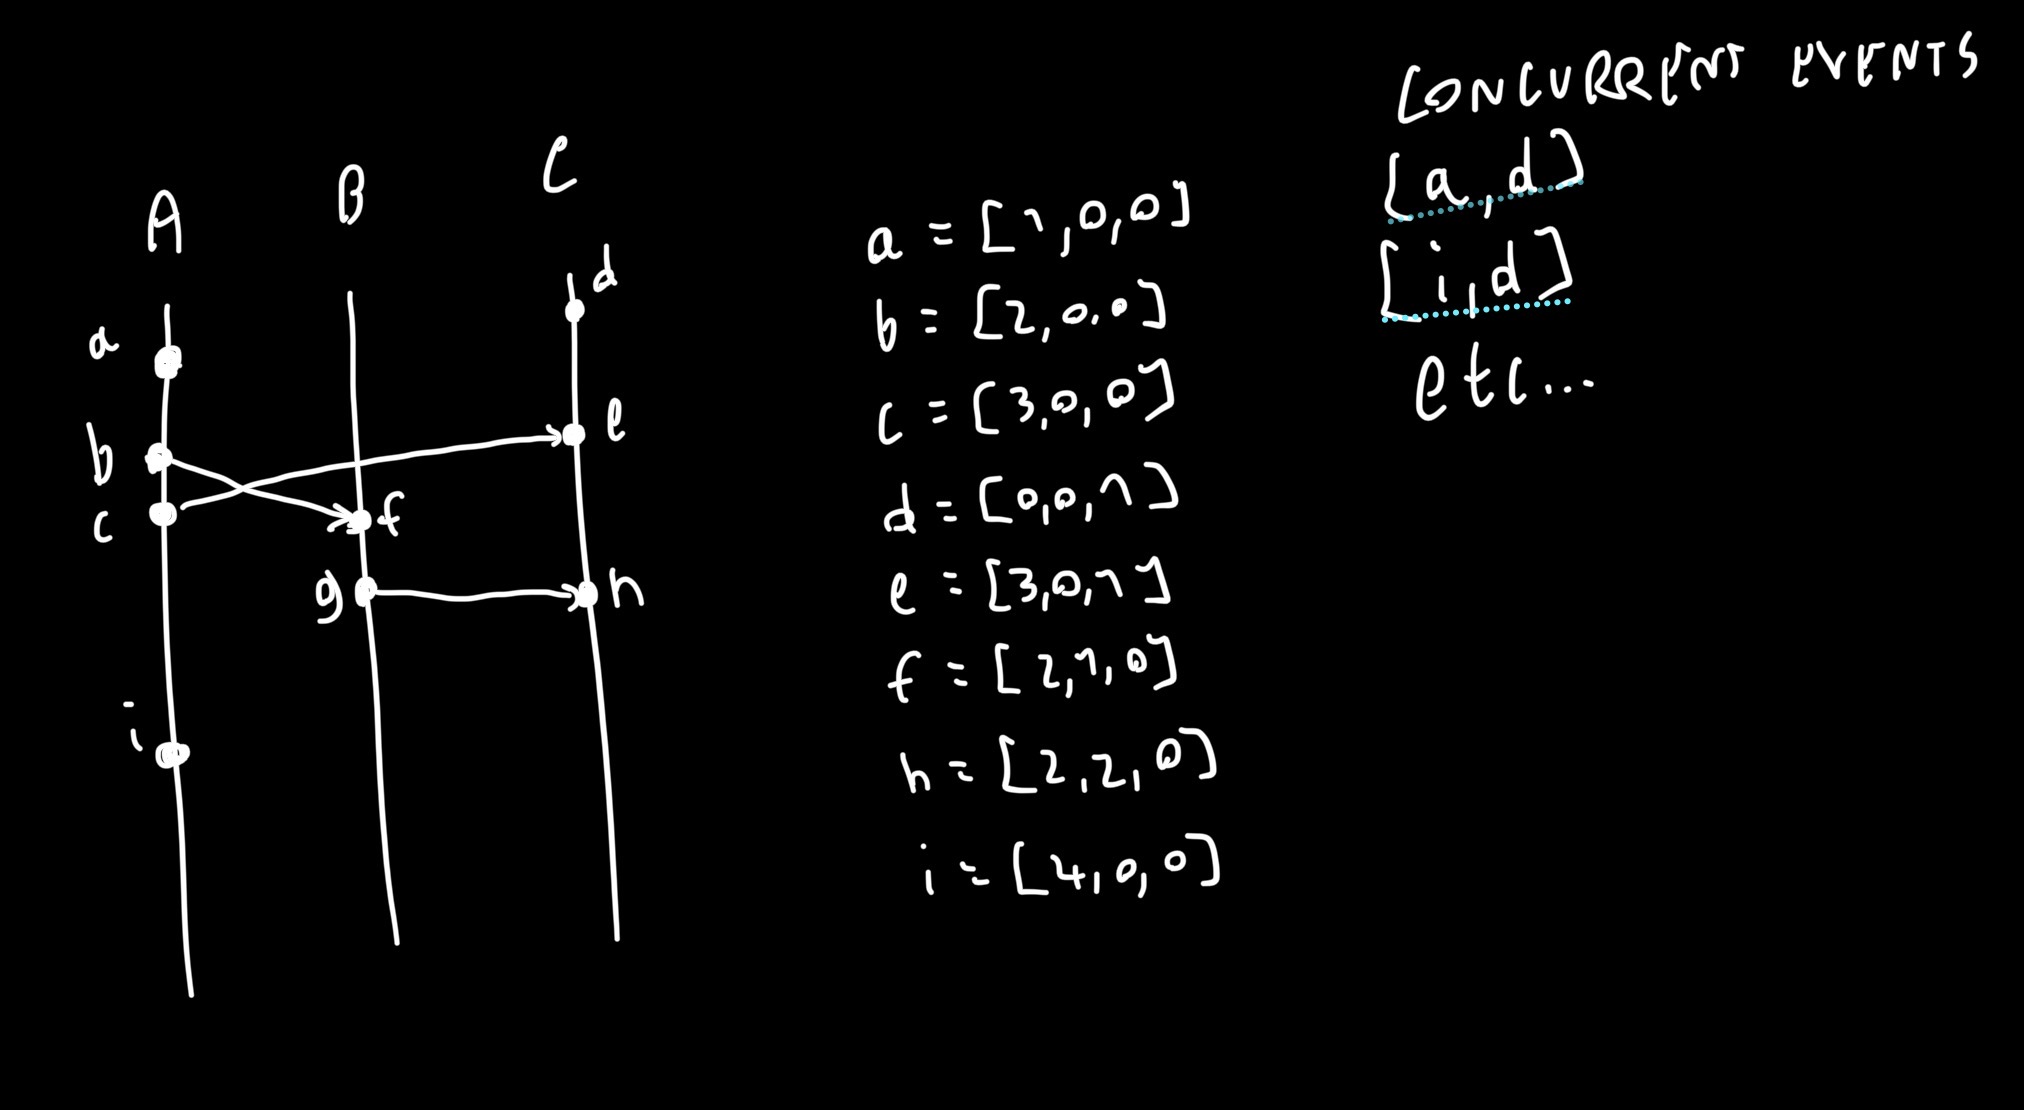 A
B
C
d
a
b
e
c
f
g
h
i
a = [1,0,0]
b = [2,0,0]
c = [3,0,0]
d = [0,0,1]
e = [3,0,1]
f = [2,1,0]
h = [2,2,0]
i = [4,0,0]
CONCURRENT EVENTS
[a,d]
[i,d]
etc...